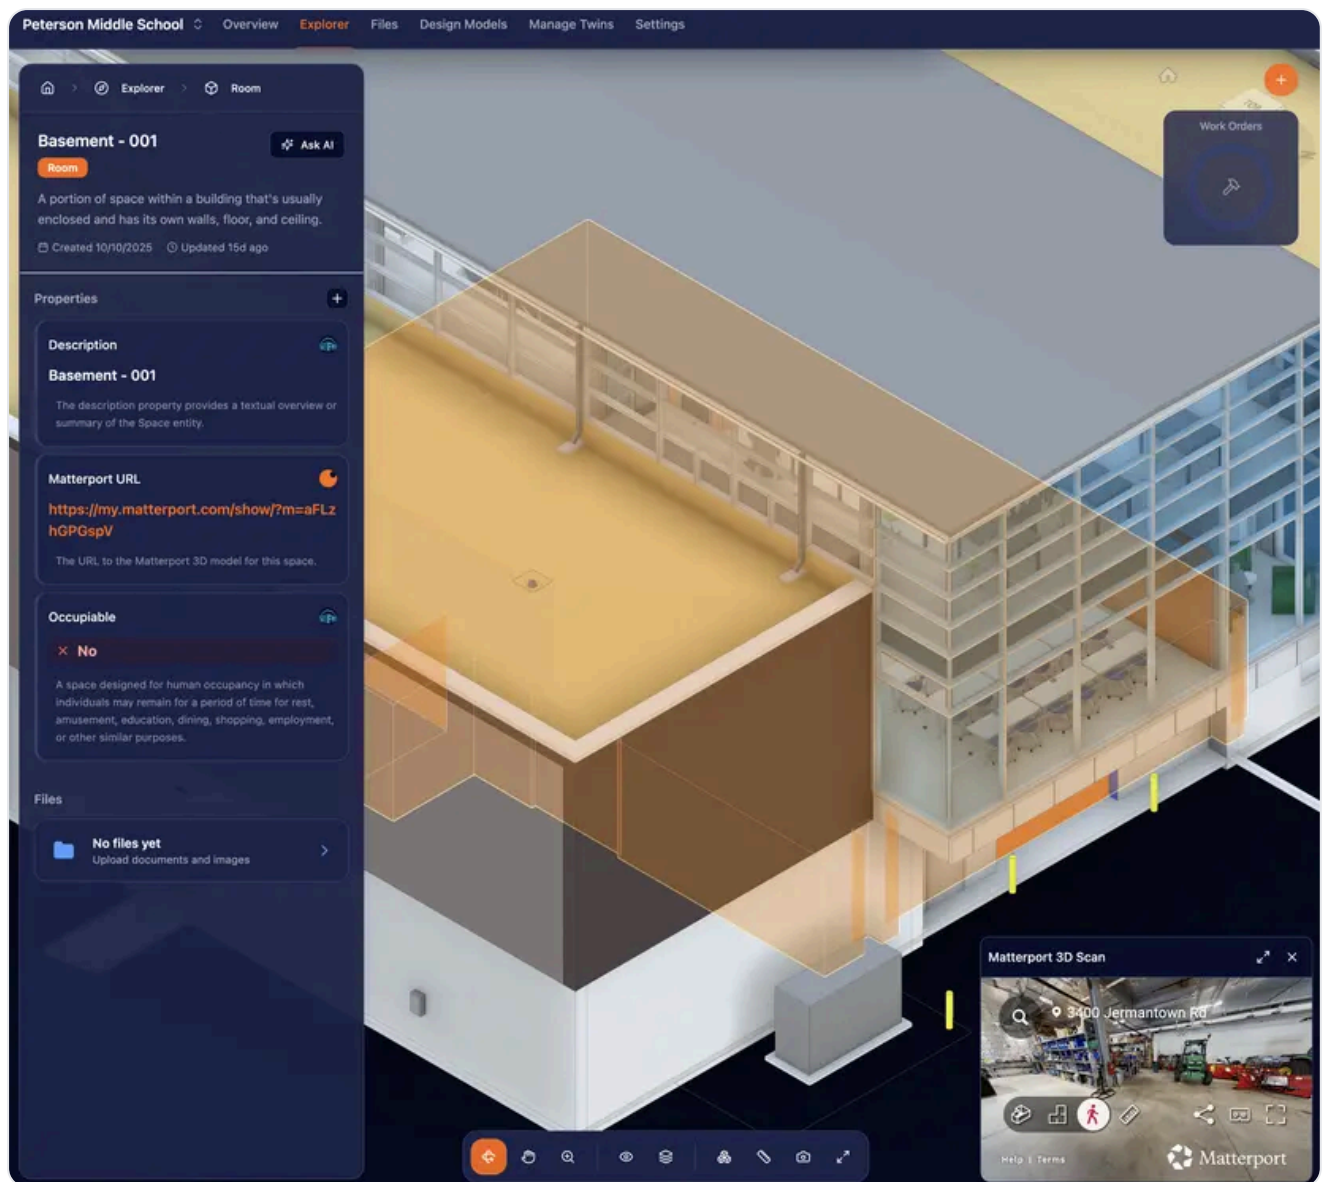 Peterson Middle School
Overview
Explorer
Files
Design Models
Manage Twins
Settings
Explorer
Room
Basement - 001
Ask AI
Room
A portion of space within a building that's usually
enclosed and has its own walls, floor, and ceiling.
Created 10/10/2025
Updated 15d ago
Properties
Description
Basement - 001
The description property provides a textual overview or
summary of the Space entity.
Matterport URL
https://my.matterport.com/show/?m=aFLz
hGPGspV
The URL to the Matterport 3D model for this space.
Occupiable
No
A space designed for human occupancy in which
individuals may remain for a period of time for rest,
amusement, education, dining, shopping, employment,
or other similar purposes.
Files
No files yet
Upload documents and images
TOP
Work Orders
Matterport 3D Scan
3400 Jermantown Rd
Help | Terms
Matterport